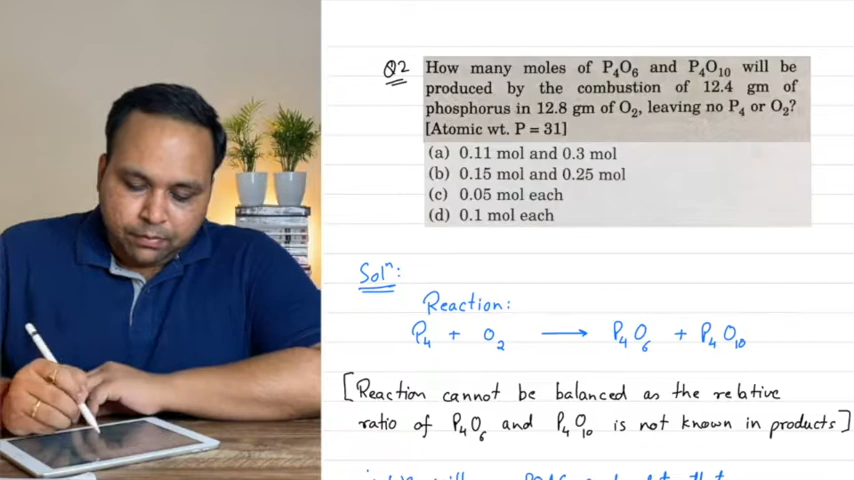 Q2 How many moles of P₄O₆ and P₄O₁₀ will be
produced by the combustion of 12.4 gm of
phosphorus in 12.8 gm of O₂, leaving no P₄ or O₂?
[Atomic wt. P = 31]
(a) 0.11 mol and 0.3 mol
(b) 0.15 mol and 0.25 mol
(c) 0.05 mol each
(d) 0.1 mol each
Solⁿ:
Reaction:
P₄ + O₂ ⟶ P₄O₆ + P₄O₁₀
[Reaction cannot be balanced as the relative
ratio of P₄O₆ and P₄O₁₀ is not known in products]